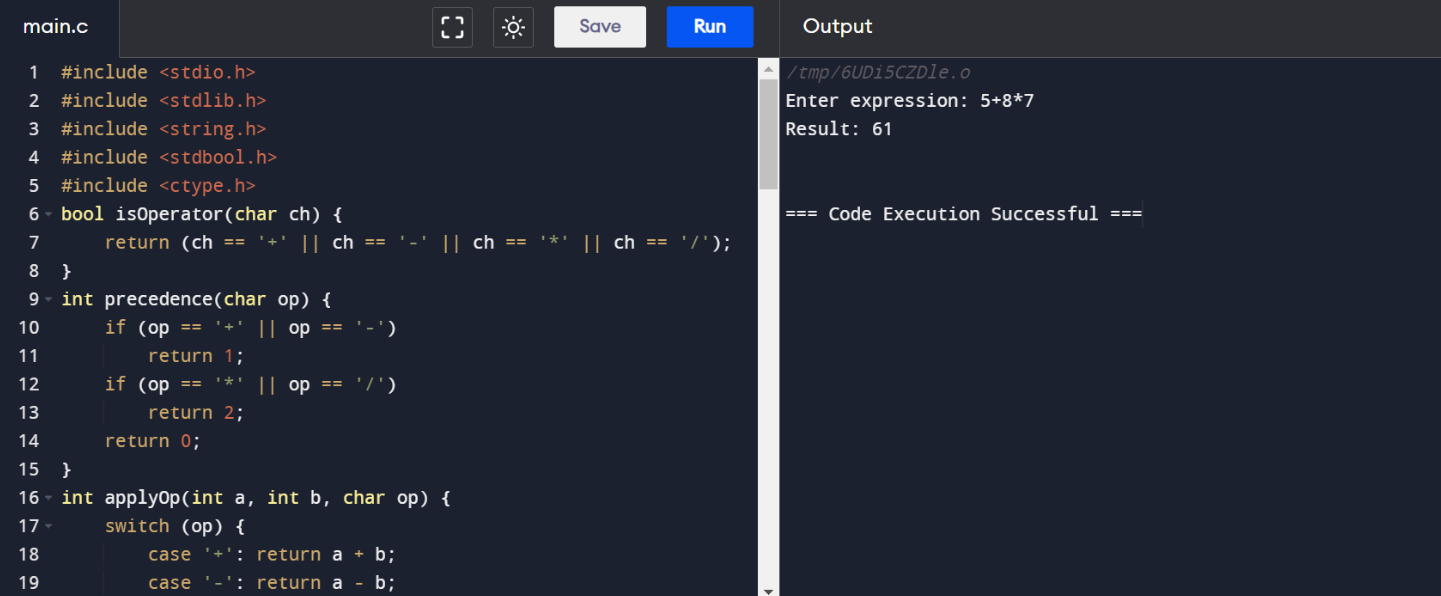 main.c
Save
Run
Output
1 #include <stdio.h>
2 #include <stdlib.h>
3 #include <string.h>
4 #include <stdbool.h>
5 #include <ctype.h>
6 bool isOperator(char ch) {
7     return (ch == '+' || ch == '-' || ch == '*' || ch == '/');
8 }
9 int precedence(char op) {
10     if (op == '+' || op == '-')
11         return 1;
12     if (op == '*' || op == '/')
13         return 2;
14     return 0;
15 }
16 int applyOp(int a, int b, char op) {
17     switch (op) {
18         case '+': return a + b;
19         case '-': return a - b;
/tmp/6UDi5CZDle.o
Enter expression: 5+8*7
Result: 61
=== Code Execution Successful ===